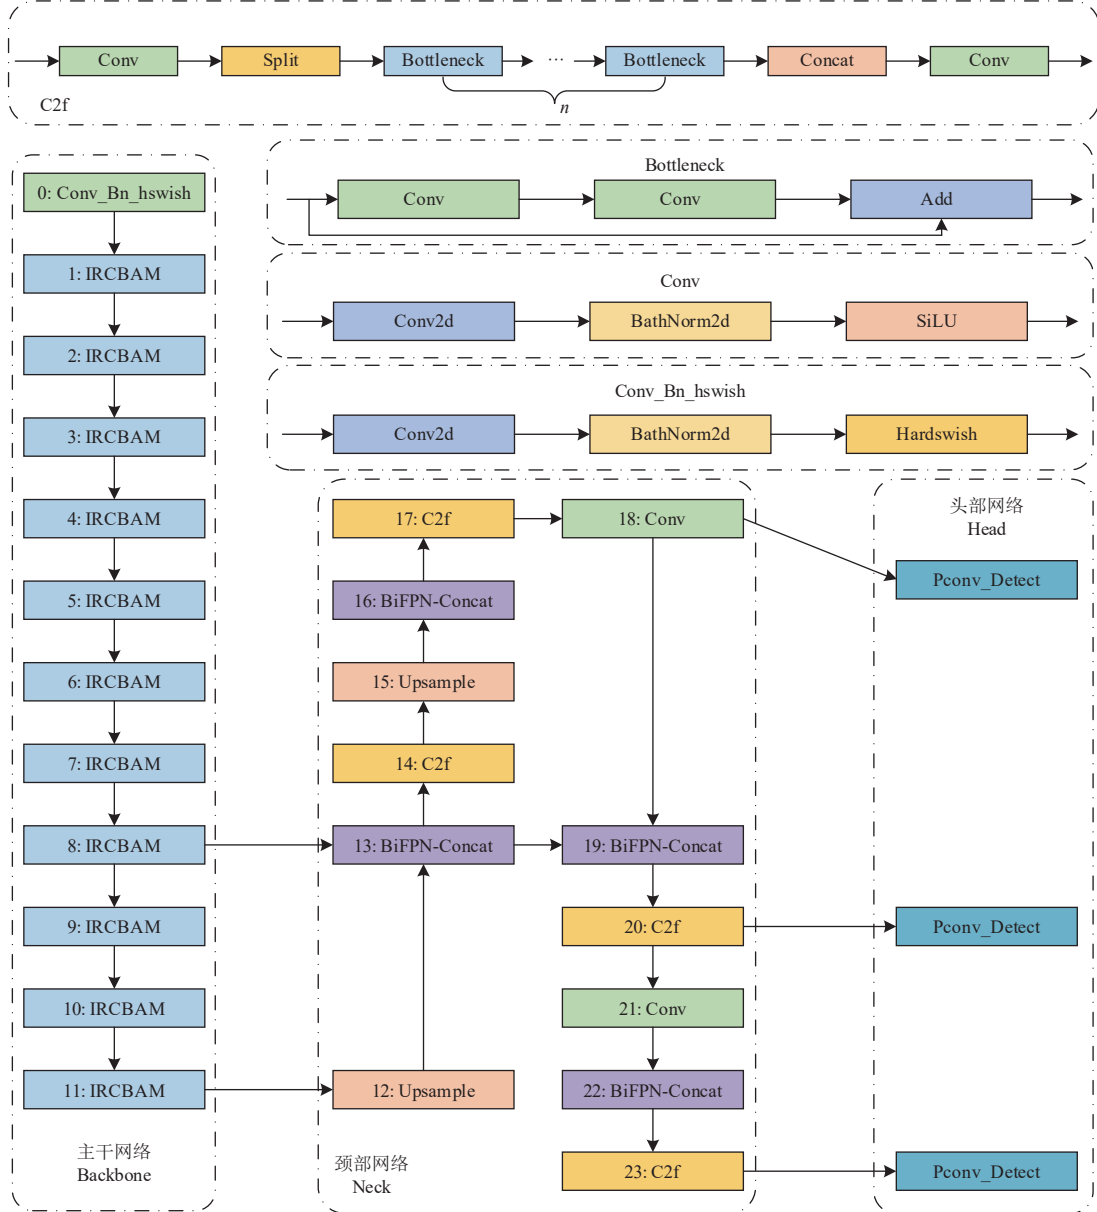 Conv
Split
Bottleneck
···
Bottleneck
Concat
Conv
C2f
n
0: Conv_Bn_hswish
1: IRCBAM
2: IRCBAM
3: IRCBAM
4: IRCBAM
5: IRCBAM
6: IRCBAM
7: IRCBAM
8: IRCBAM
9: IRCBAM
10: IRCBAM
11: IRCBAM
主干网络
Backbone
Bottleneck
Conv
Conv
Add
Conv
Conv2d
BathNorm2d
SiLU
Conv_Bn_hswish
Conv2d
BathNorm2d
Hardswish
17: C2f
16: BiFPN-Concat
15: Upsample
14: C2f
13: BiFPN-Concat
12: Upsample
颈部网络
Neck
18: Conv
19: BiFPN-Concat
20: C2f
21: Conv
22: BiFPN-Concat
23: C2f
头部网络
Head
Pconv_Detect
Pconv_Detect
Pconv_Detect